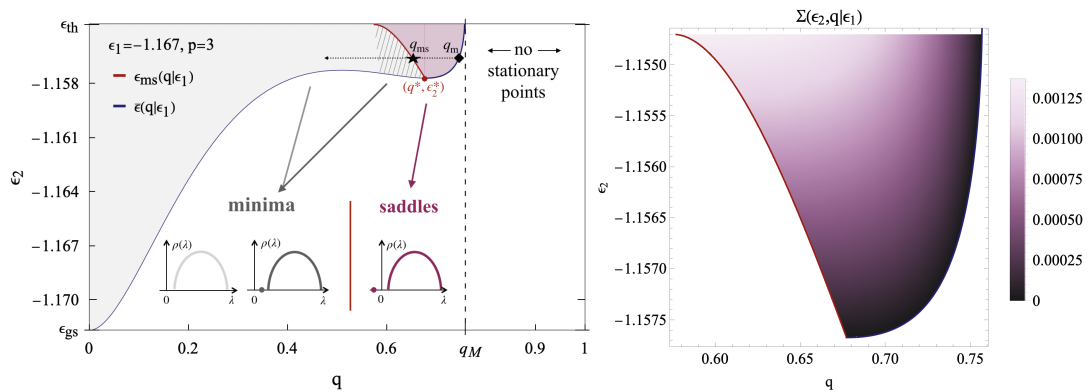 ϵth
ϵ₁=−1.167, p=3
ϵms(q|ϵ₁)
ϵ̄(q|ϵ₁)
qms
qm
(q*, ϵ₂*)
no
stationary
points
−1.158
−1.161
−1.164
−1.167
−1.170
ϵgs
ϵ₂
minima
saddles
ρ(λ)
0
λ
ρ(λ)
0
λ
ρ(λ)
0
λ
0
0.2
0.4
0.6
qM
0.9
1
q
Σ(ϵ₂,q|ϵ₁)
−1.1550
−1.1555
−1.1560
−1.1565
−1.1570
−1.1575
ϵ₂
0.60
0.65
0.70
0.75
q
0.00125
0.00100
0.00075
0.00050
0.00025
0